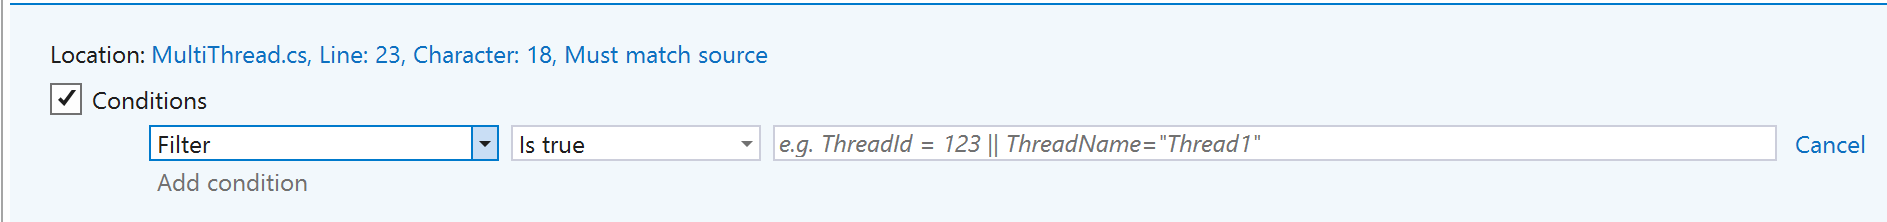 Location: MultiThread.cs, Line: 23, Character: 18, Must match source
Conditions
Filter Is true e.g. ThreadId = 123 || ThreadName="Thread1" Cancel
Add condition